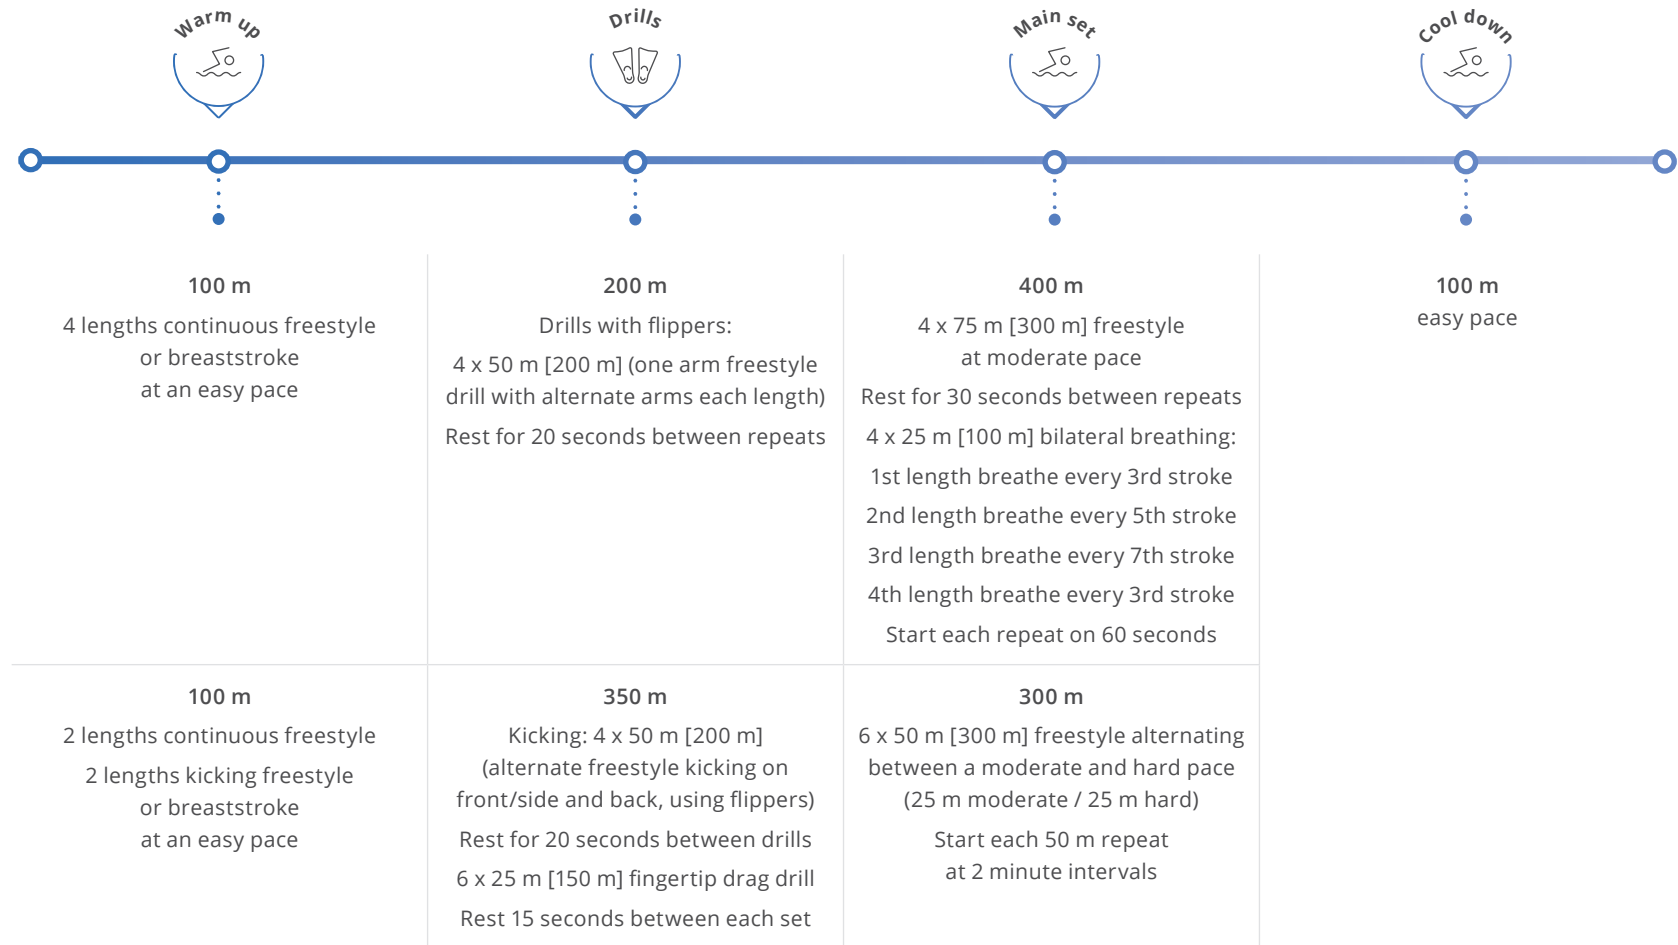 Warm up
Drills
Main set
Cool down
100 m
4 lengths continuous freestyle
or breaststroke
at an easy pace
200 m
Drills with flippers:
4 x 50 m [200 m] (one arm freestyle
drill with alternate arms each length)
Rest for 20 seconds between repeats
400 m
4 x 75 m [300 m] freestyle
at moderate pace
Rest for 30 seconds between repeats
4 x 25 m [100 m] bilateral breathing:
1st length breathe every 3rd stroke
2nd length breathe every 5th stroke
3rd length breathe every 7th stroke
4th length breathe every 3rd stroke
Start each repeat on 60 seconds
100 m
easy pace
100 m
2 lengths continuous freestyle
2 lengths kicking freestyle
or breaststroke
at an easy pace
350 m
Kicking: 4 x 50 m [200 m]
(alternate freestyle kicking on
front/side and back, using flippers)
Rest for 20 seconds between drills
6 x 25 m [150 m] fingertip drag drill
Rest 15 seconds between each set
300 m
6 x 50 m [300 m] freestyle alternating
between a moderate and hard pace
(25 m moderate / 25 m hard)
Start each 50 m repeat
at 2 minute intervals